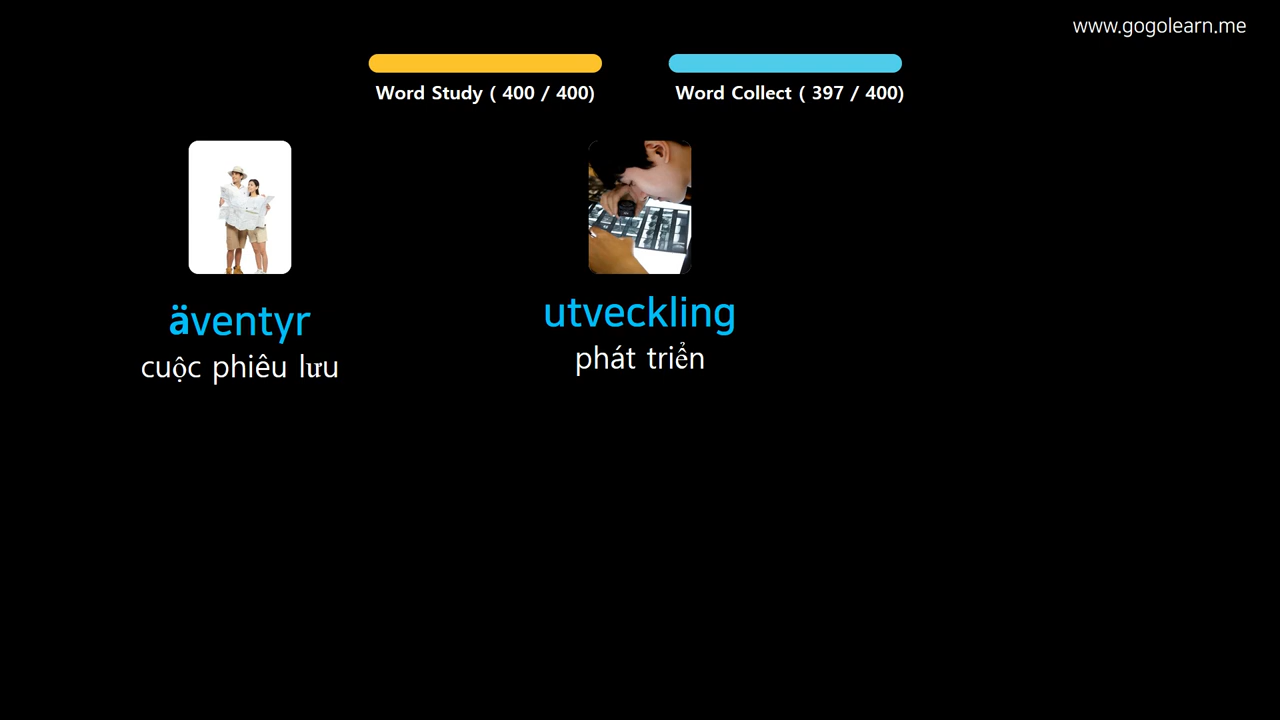 www.gogolearn.me
Word Study ( 400 / 400)
Word Collect ( 397 / 400)
äventyr
cuộc phiêu lưu
utveckling
phát triển